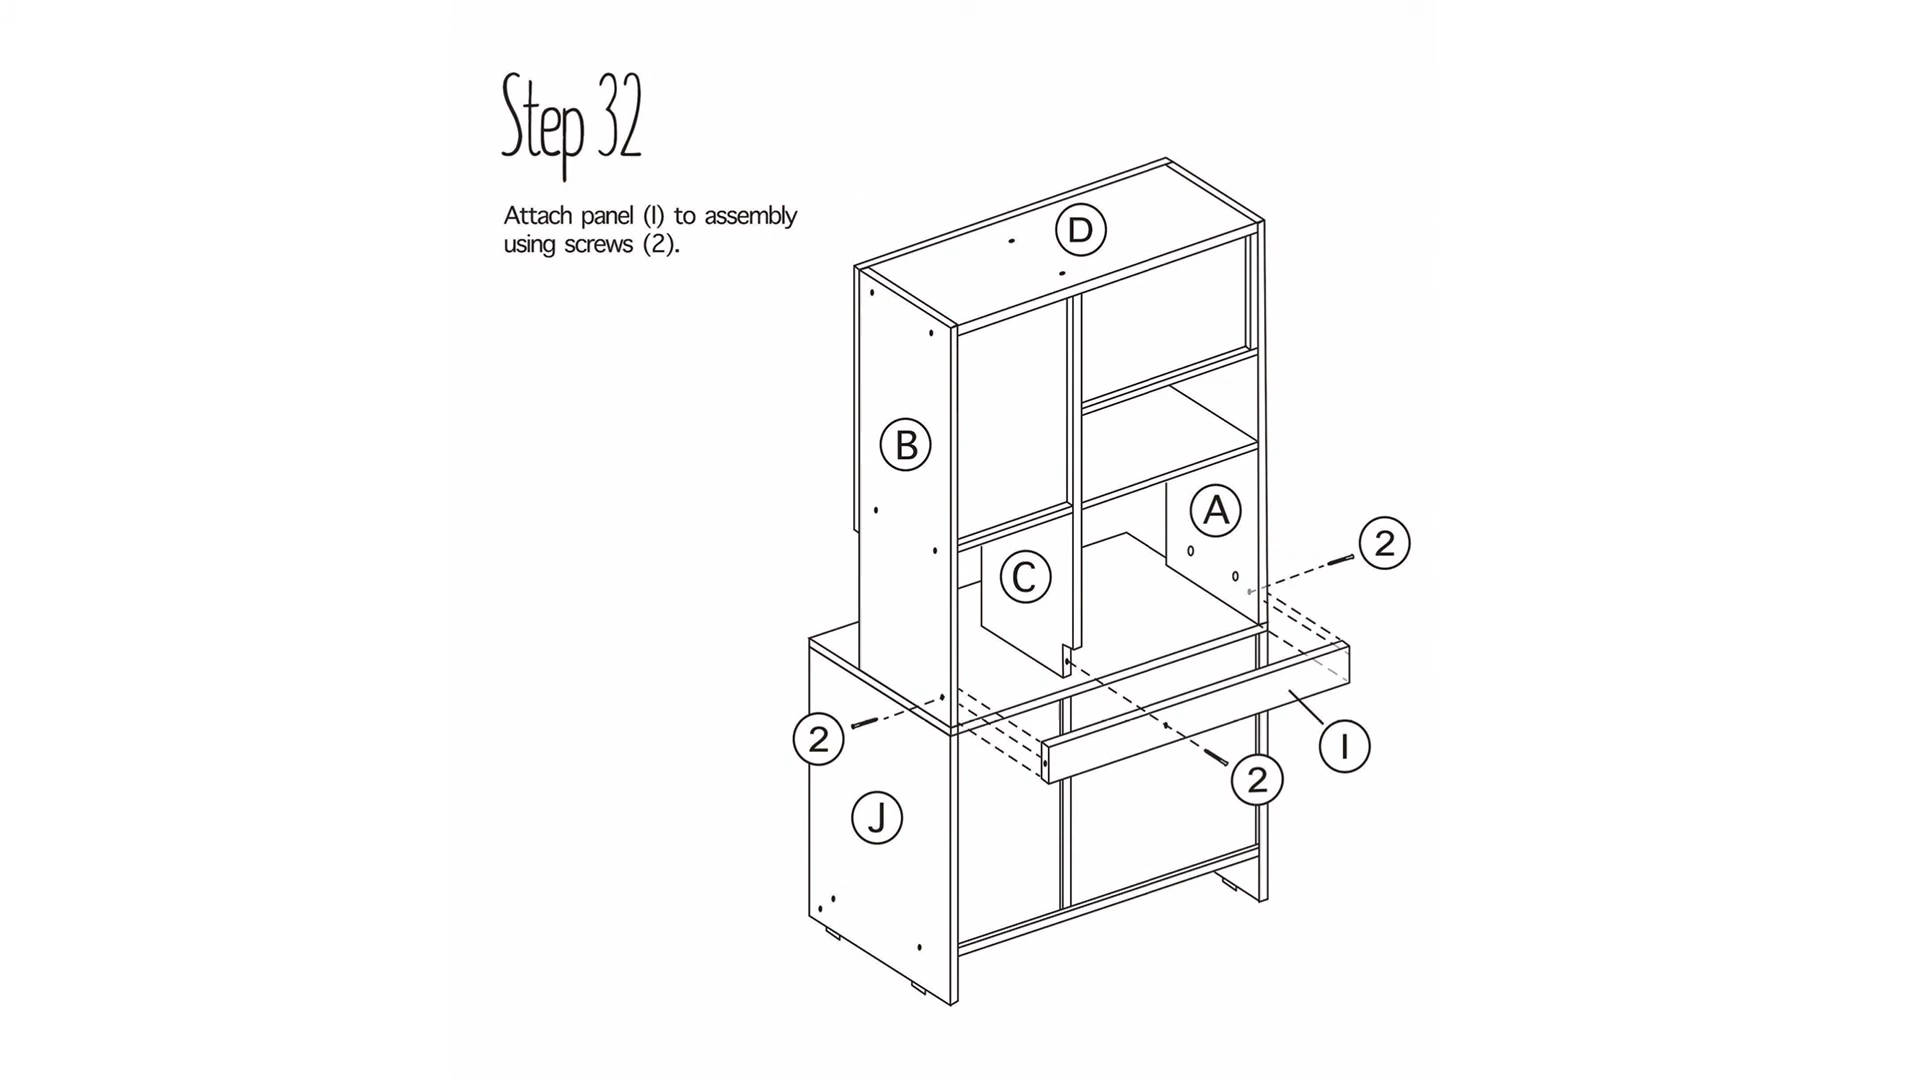 Step 32
Attach panel (I) to assembly
using screws (2).
D
B
A
2
C
2
I
2
J